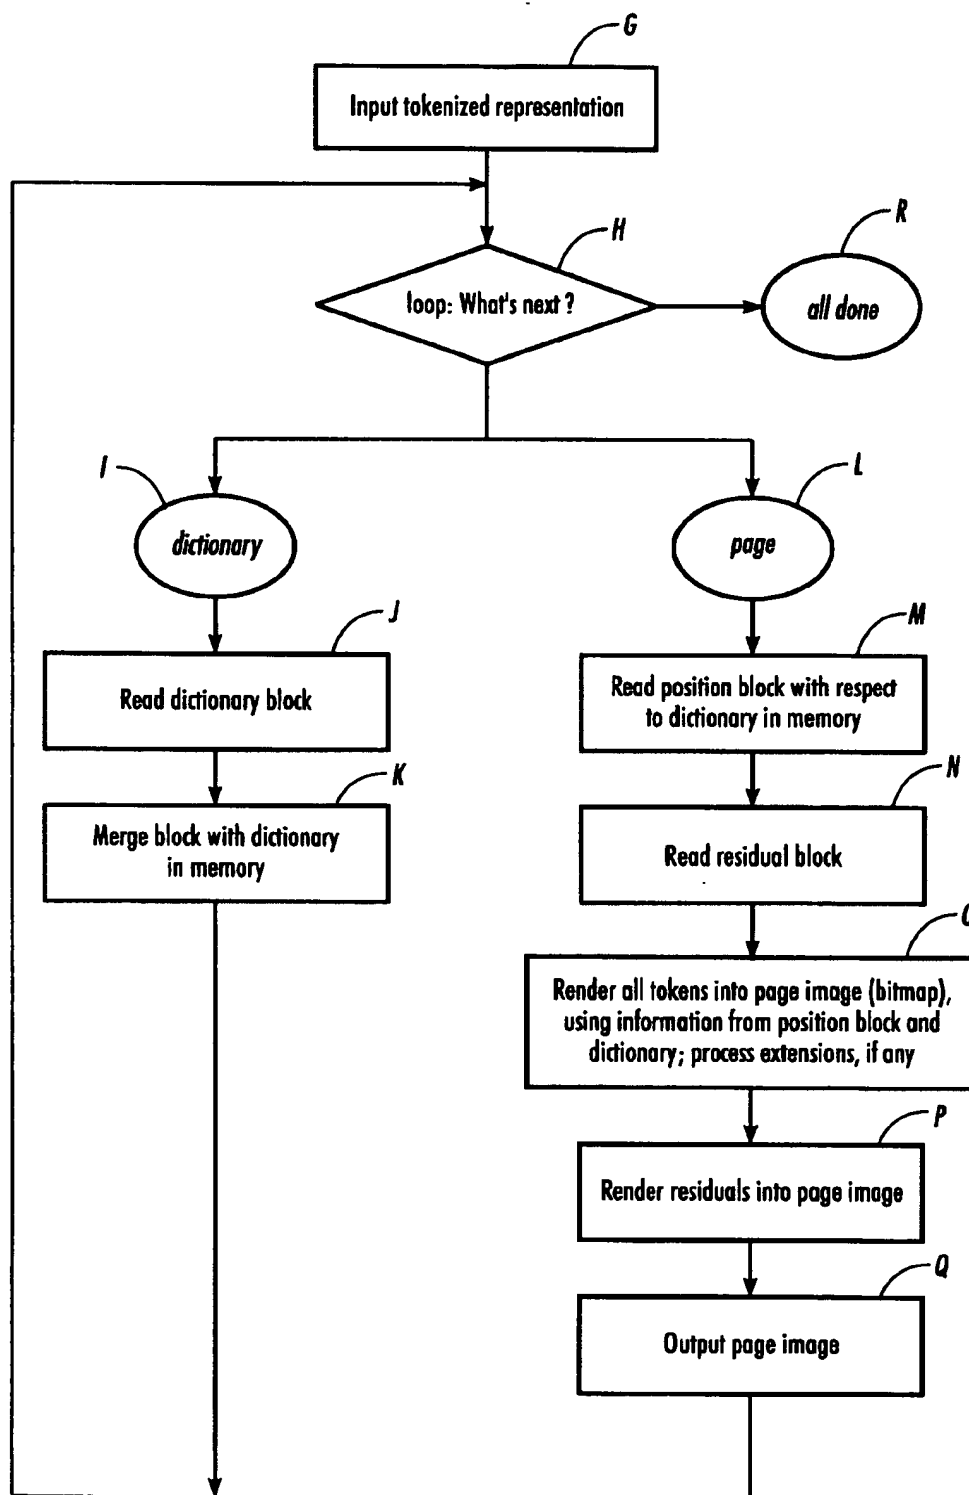 G
Input tokenized representation
H
R
loop: What's next ?
all done
I
L
dictionary
page
J
M
Read dictionary block
Read position block with respect
to dictionary in memory
K
N
Merge block with dictionary
in memory
Read residual block
Render all tokens into page image (bitmap),
using information from position block and
dictionary; process extensions, if any
P
Render residuals into page image
Q
Output page image